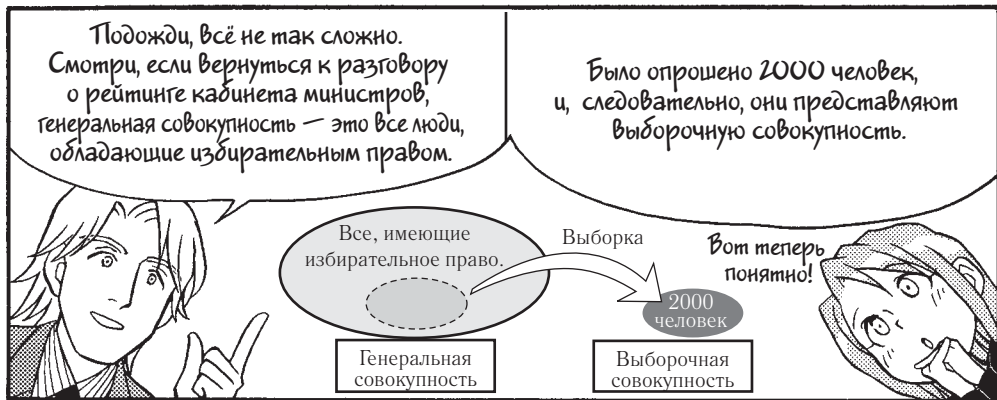 Подожди, всё не так сложно.
Смотри, если вернуться к разговору
о рейтинге кабинета министров,
генеральная совокупность — это все люди,
обладающие избирательным правом.
Было опрошено 2000 человек,
и, следовательно, они представляют
выборочную совокупность.
Все, имеющие
избирательное право.
Выборка
2000
человек
Вот теперь
понятно!
Генеральная
совокупность
Выборочная
совокупность